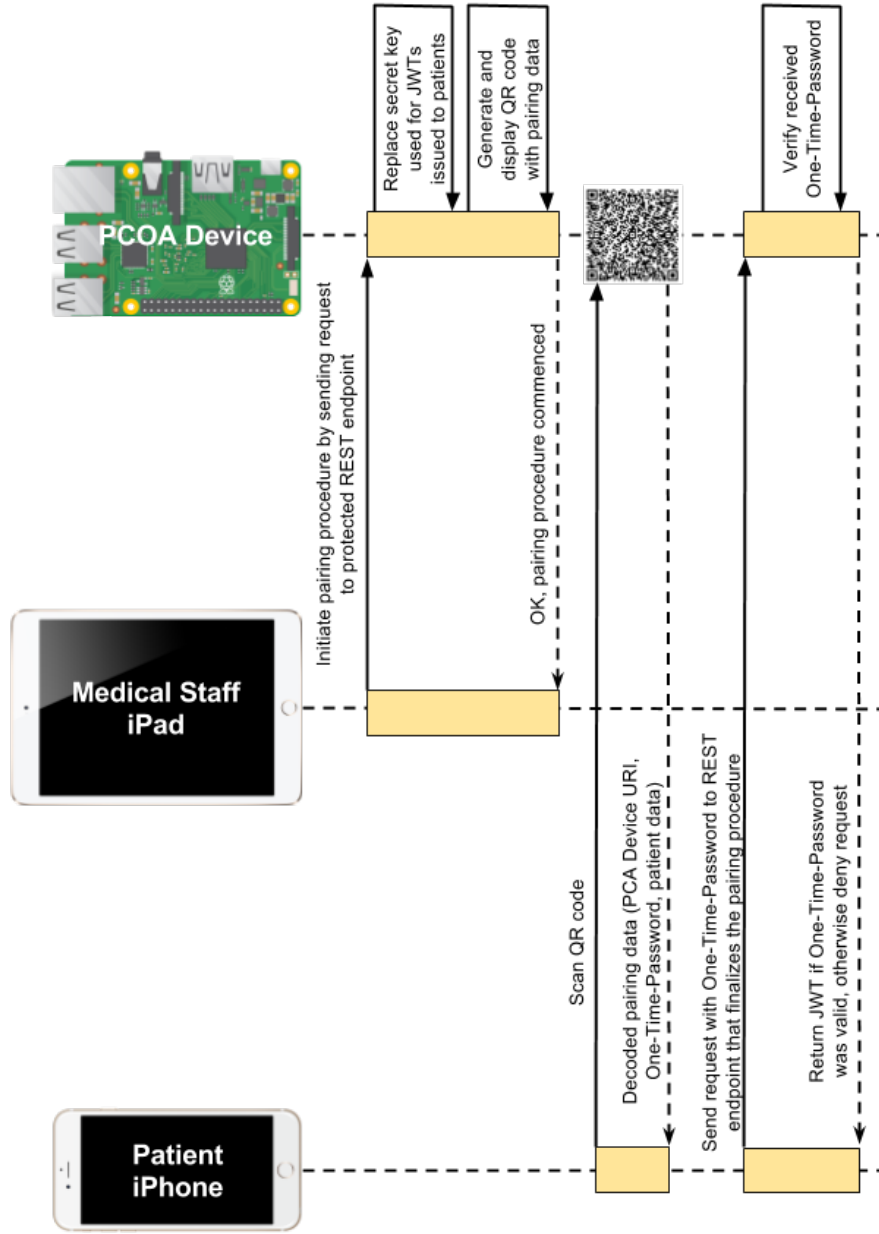 PCOA Device
Medical Staff
iPad
Patient
iPhone
Initiate pairing procedure by sending request
to protected REST endpoint
Replace secret key
used for JWTs
issued to patients
Generate and
display QR code
with pairing data
OK, pairing procedure commenced
Scan QR code
Decoded pairing data (PCA Device URI,
One-Time-Password, patient data)
Send request with One-Time-Password to REST
endpoint that finalizes the pairing procedure
Verify received
One-Time-Password
Return JWT if One-Time-Password
was valid, otherwise deny request